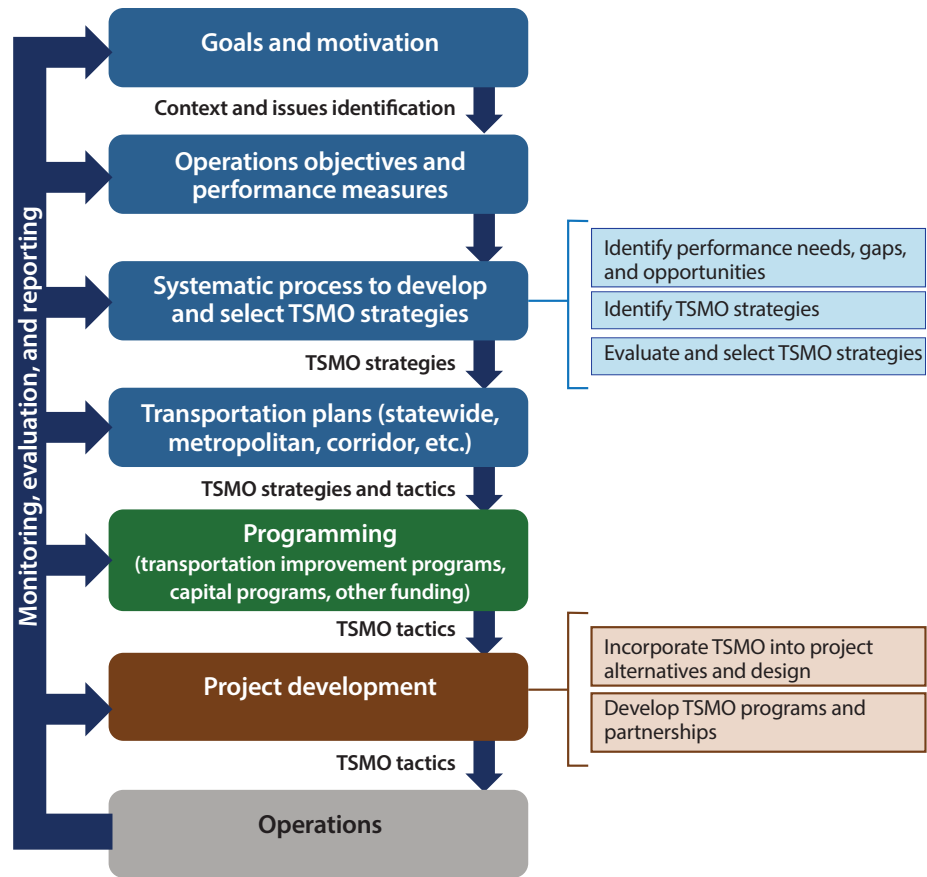 Goals and motivation
Context and issues identification
Operations objectives and
performance measures
Systematic process to develop
and select TSMO strategies
Identify performance needs, gaps,
and opportunities
Identify TSMO strategies
Evaluate and select TSMO strategies
TSMO strategies
Transportation plans (statewide,
metropolitan, corridor, etc.)
TSMO strategies and tactics
Programming
(transportation improvement programs,
capital programs, other funding)
TSMO tactics
Project development
Incorporate TSMO into project
alternatives and design
Develop TSMO programs and
partnerships
TSMO tactics
Operations
Monitoring, evaluation, and reporting